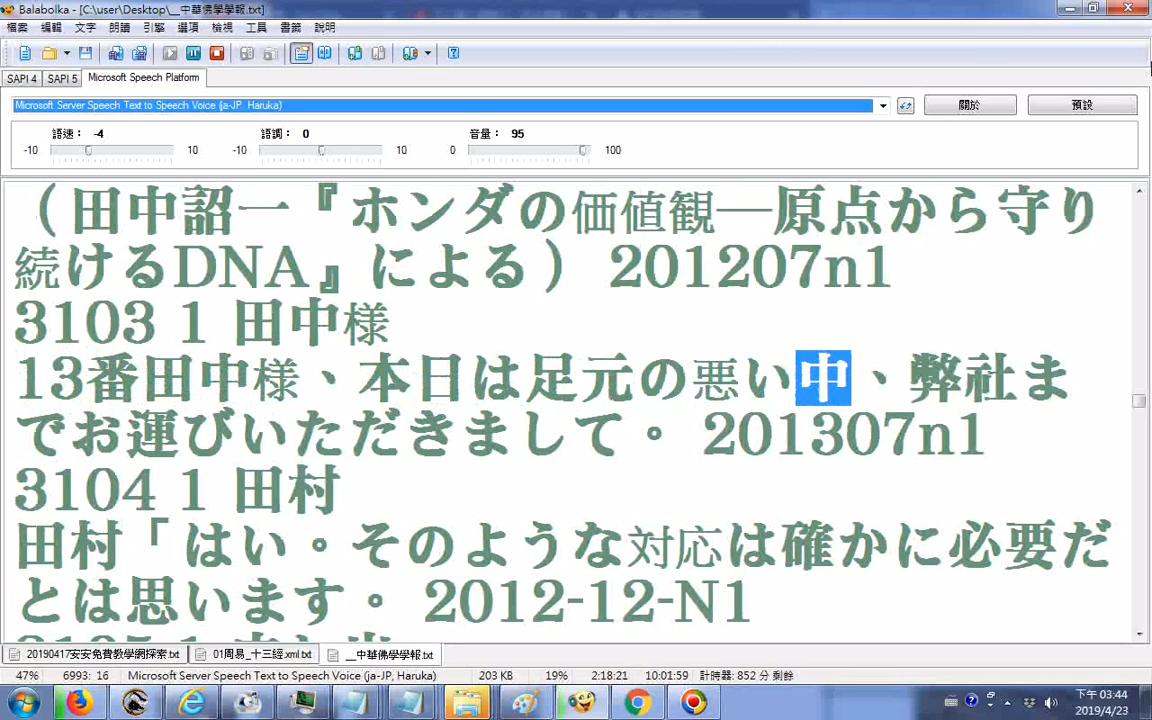 Balabolka - [C:\user\Desktop\__中華佛學學報.txt]
檔案 編輯 文字 朗讀 引擎 選項 檢視 工具 書籤 說明
SAPI 4 SAPI 5 Microsoft Speech Platform
Microsoft Server Speech Text to Speech Voice (ja-JP, Haruka)
關於 預設
語速： -4 語調： 0 音量： 95
-10 10 -10 10 0 100
（田中詔一『ホンダの価値観―原点から守り
続けるDNA』による） 201207n1
3103 1 田中様
13番田中様、本日は足元の悪い中、弊社ま
でお運びいただきまして。 201307n1
3104 1 田村
田村「はい。そのような対応は確かに必要だ
とは思います。 2012-12-N1
20190417安安免費教學網探索.txt 01周易_十三經.xml.txt __中華佛學學報.txt
47% 6993: 16 Microsoft Server Speech Text to Speech Voice (ja-JP, Haruka) 203 KB 19% 2:18:21 10:01:59 計時器: 852 分 剩餘
下午 03:44
2019/4/23